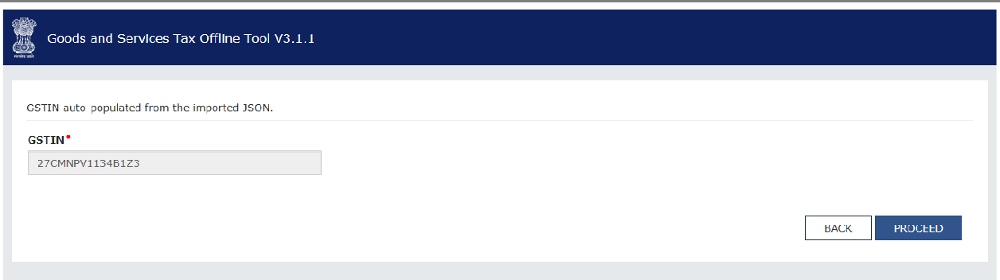 Goods and Services Tax Offline Tool V3.1.1
GSTIN auto populated from the imported JSON.
GSTIN
27CMNPV1134B1Z3
BACK PROCEED